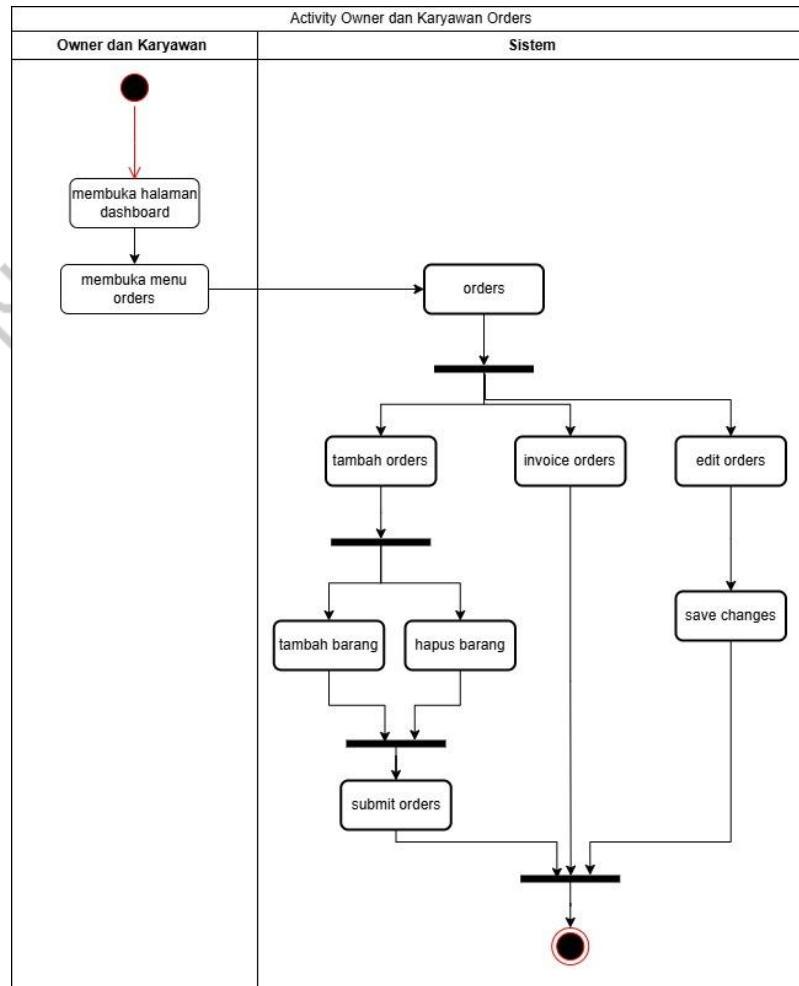 Activity Owner dan Karyawan Orders
Owner dan Karyawan
Sistem
membuka halaman
dashboard
membuka menu
orders
orders
tambah orders
invoice orders
edit orders
tambah barang
hapus barang
save changes
submit orders